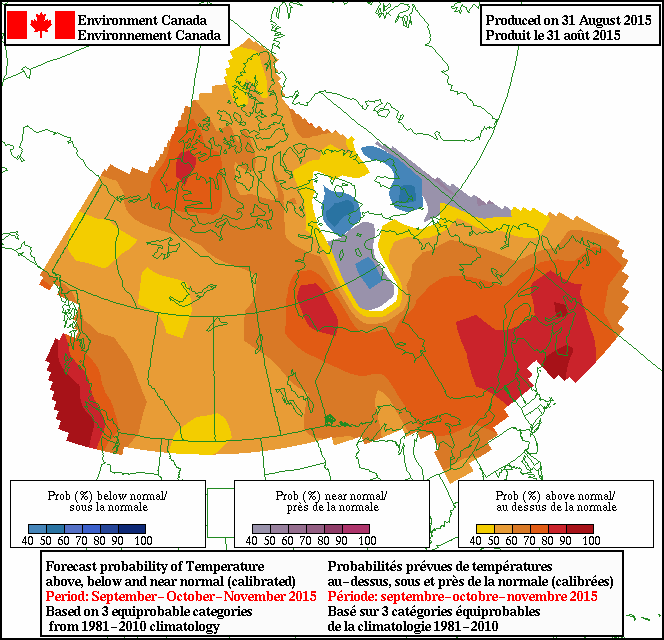 Environment Canada
Environnement Canada
Produced on 31 August 2015
Produit le 31 août 2015
Prob (%) below normal/
sous la normale
40 50 60 70 80 90 100
Prob (%) near normal/
près de la normale
40 50 60 70 80 90 100
Prob (%) above normal/
au dessus de la normale
40 50 60 70 80 90 100
Forecast probability of Temperature
above, below and near normal (calibrated)
Period: September-October-November 2015
Based on 3 equiprobable categories
from 1981-2010 climatology
Probabilités prévues de températures
au-dessus, sous et près de la normale (calibrées)
Période: septembre-octobre-novembre 2015
Basé sur 3 catégories équiprobables
de la climatologie 1981-2010